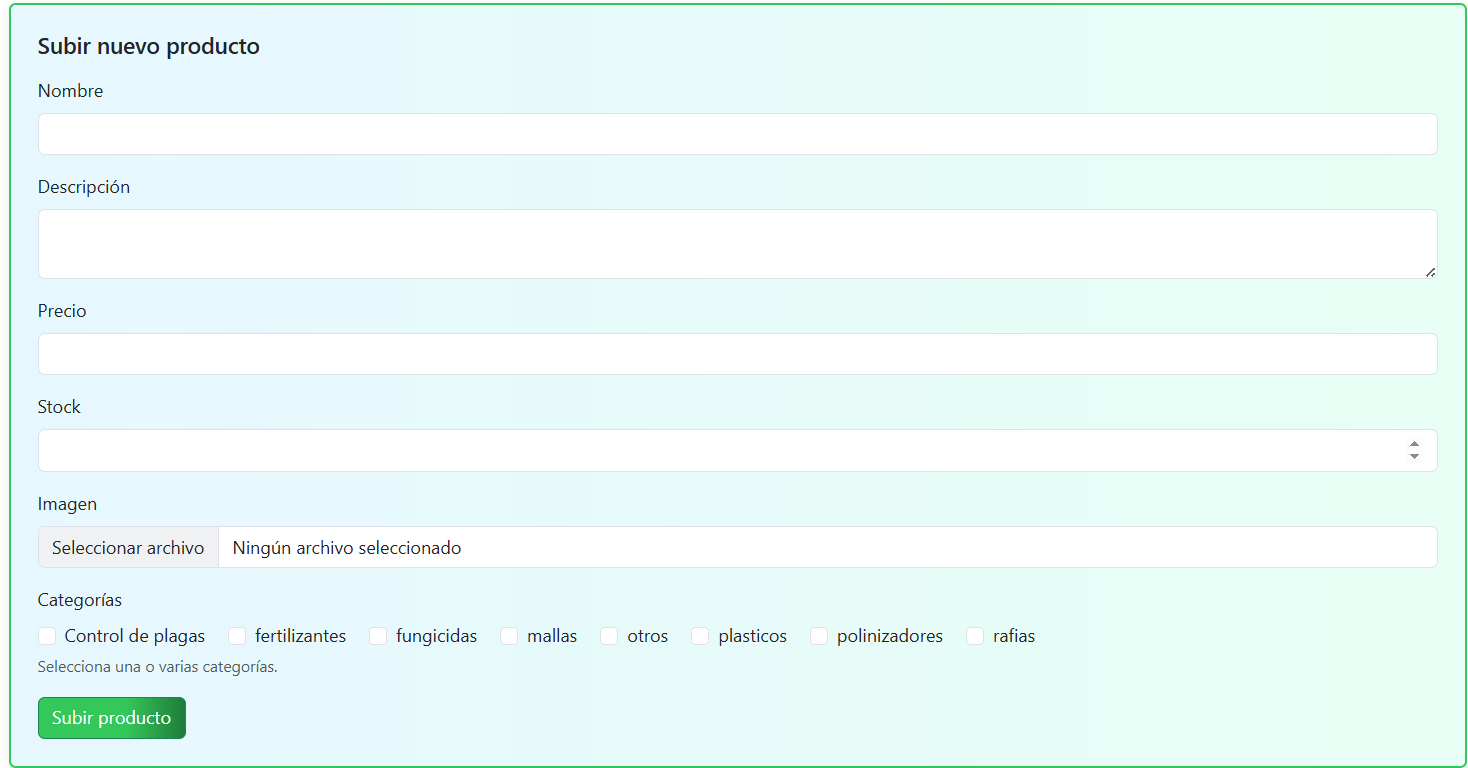 Subir nuevo producto
Nombre
Descripción
Precio
Stock
Imagen
Seleccionar archivo Ningún archivo seleccionado
Categorías
Control de plagas fertilizantes fungicidas mallas otros plasticos polinizadores rafias
Selecciona una o varias categorías.
Subir producto